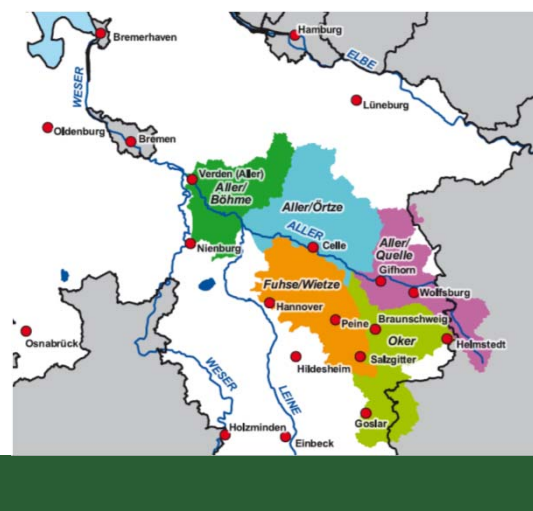 Hamburg
Bremerhaven
ELBE
WESER
Lüneburg
Oldenburg
Bremen
Verden (Aller)
Aller/
Böhme
Aller/Örtze
ALLER
Aller/
Quelle
Nienburg
Celle
Gifhorn
Fuhse/Wietze
Wolfsburg
Hannover
Peine
Braunschweig
Osnabrück
Oker
Helmstedt
WESER
Hildesheim
Salzgitter
LEINE
Goslar
Holzminden
Einbeck